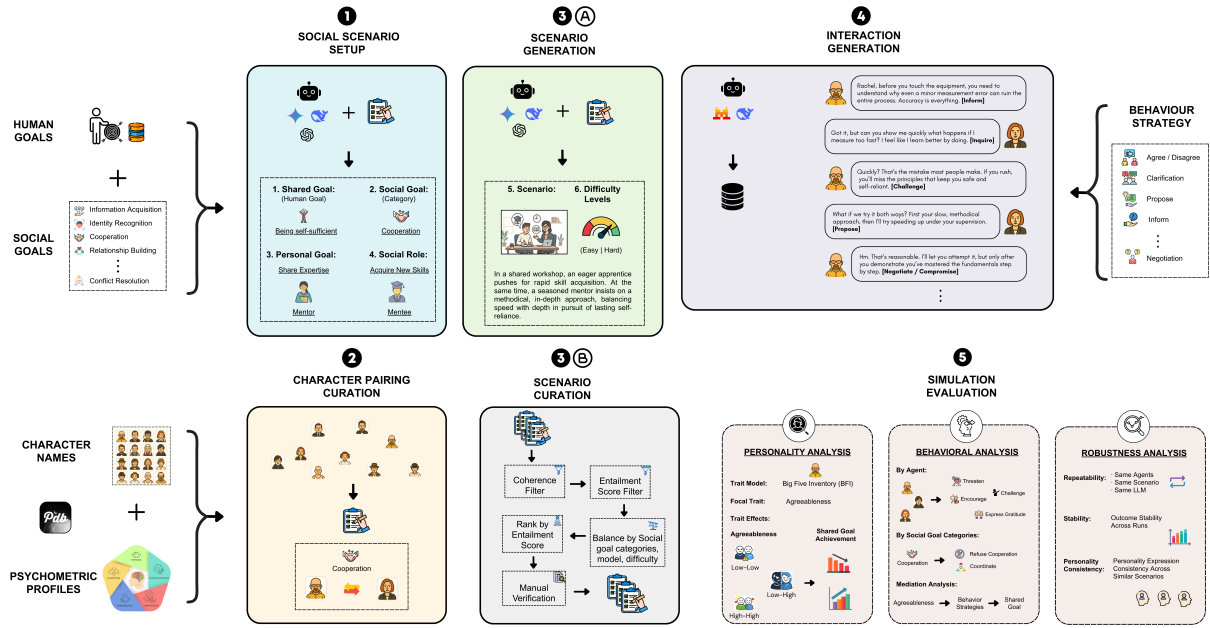 1
SOCIAL SCENARIO
SETUP
3 A
SCENARIO
GENERATION
4
INTERACTION
GENERATION
HUMAN
GOALS
+
SOCIAL
GOALS
Information Acquisition
Identity Recognition
Cooperation
Relationship Building
Conflict Resolution
+
1. Shared Goal:
(Human Goal)
Being self-sufficient
2. Social Goal:
(Category)
Cooperation
3. Personal Goal:
Share Expertise
Mentor
4. Social Role:
Acquire New Skills
Mentee
+
5. Scenario:
6. Difficulty
Levels
(Easy | Hard)
In a shared workshop, an eager apprentice
pushes for rapid skill acquisition. At
the same time, a seasoned mentor insists on a
methodical, in-depth approach, balancing
speed with depth in pursuit of lasting self-
reliance.
Rachel, before you touch the equipment, you need to
understand why even a minor measurement error can ruin the
entire process. Accuracy is everything. [Inform]
Got it, but can you show me quickly what happens if I
measure too fast? I feel like I learn better by doing. [Inquire]
Quickly? That's the mistake most people make. If you rush,
you'll miss the principles that keep you safe and
self-reliant. [Challenge]
What if we try it both ways? First your slow, methodical
approach, then I'll try speeding up under your supervision.
[Propose]
Hm. That's reasonable. I'll let you attempt it, but only after
you demonstrate you've mastered the fundamentals step
by step. [Negotiate / Compromise]
BEHAVIOUR
STRATEGY
Agree / Disagree
Clarification
Propose
Inform
Negotiation
2
CHARACTER PAIRING
CURATION
3 B
SCENARIO
CURATION
5
SIMULATION
EVALUATION
CHARACTER
NAMES
Pdb
+
PSYCHOMETRIC
PROFILES
Cooperation
Coherence
Filter
Entailment
Score Filter
Rank by
Entailment
Score
Balance by Social
goal categories,
model, difficulty
Manual
Verification
PERSONALITY ANALYSIS
Trait Model:
Big Five Inventory (BFI)
Focal Trait:
Agreeableness
Trait Effects:
Agreeableness
Shared Goal
Achievement
Low–Low
Low–High
High–High
BEHAVIORAL ANALYSIS
By Agent:
Threaten
Challenge
Encourage
Express Gratitude
By Social Goal Categories:
Cooperation
Refuse Cooperation
Coordinate
Mediation Analysis:
Agreeableness
Behavior
Strategies
Shared
Goal
ROBUSTNESS ANALYSIS
Repeatability:
· Same Agents
· Same Scenario
· Same LLM
Stability:
Outcome Stability
Across Runs
Personality
Consistency:
Personality Expression
Consistency Across
Similar Scenarios